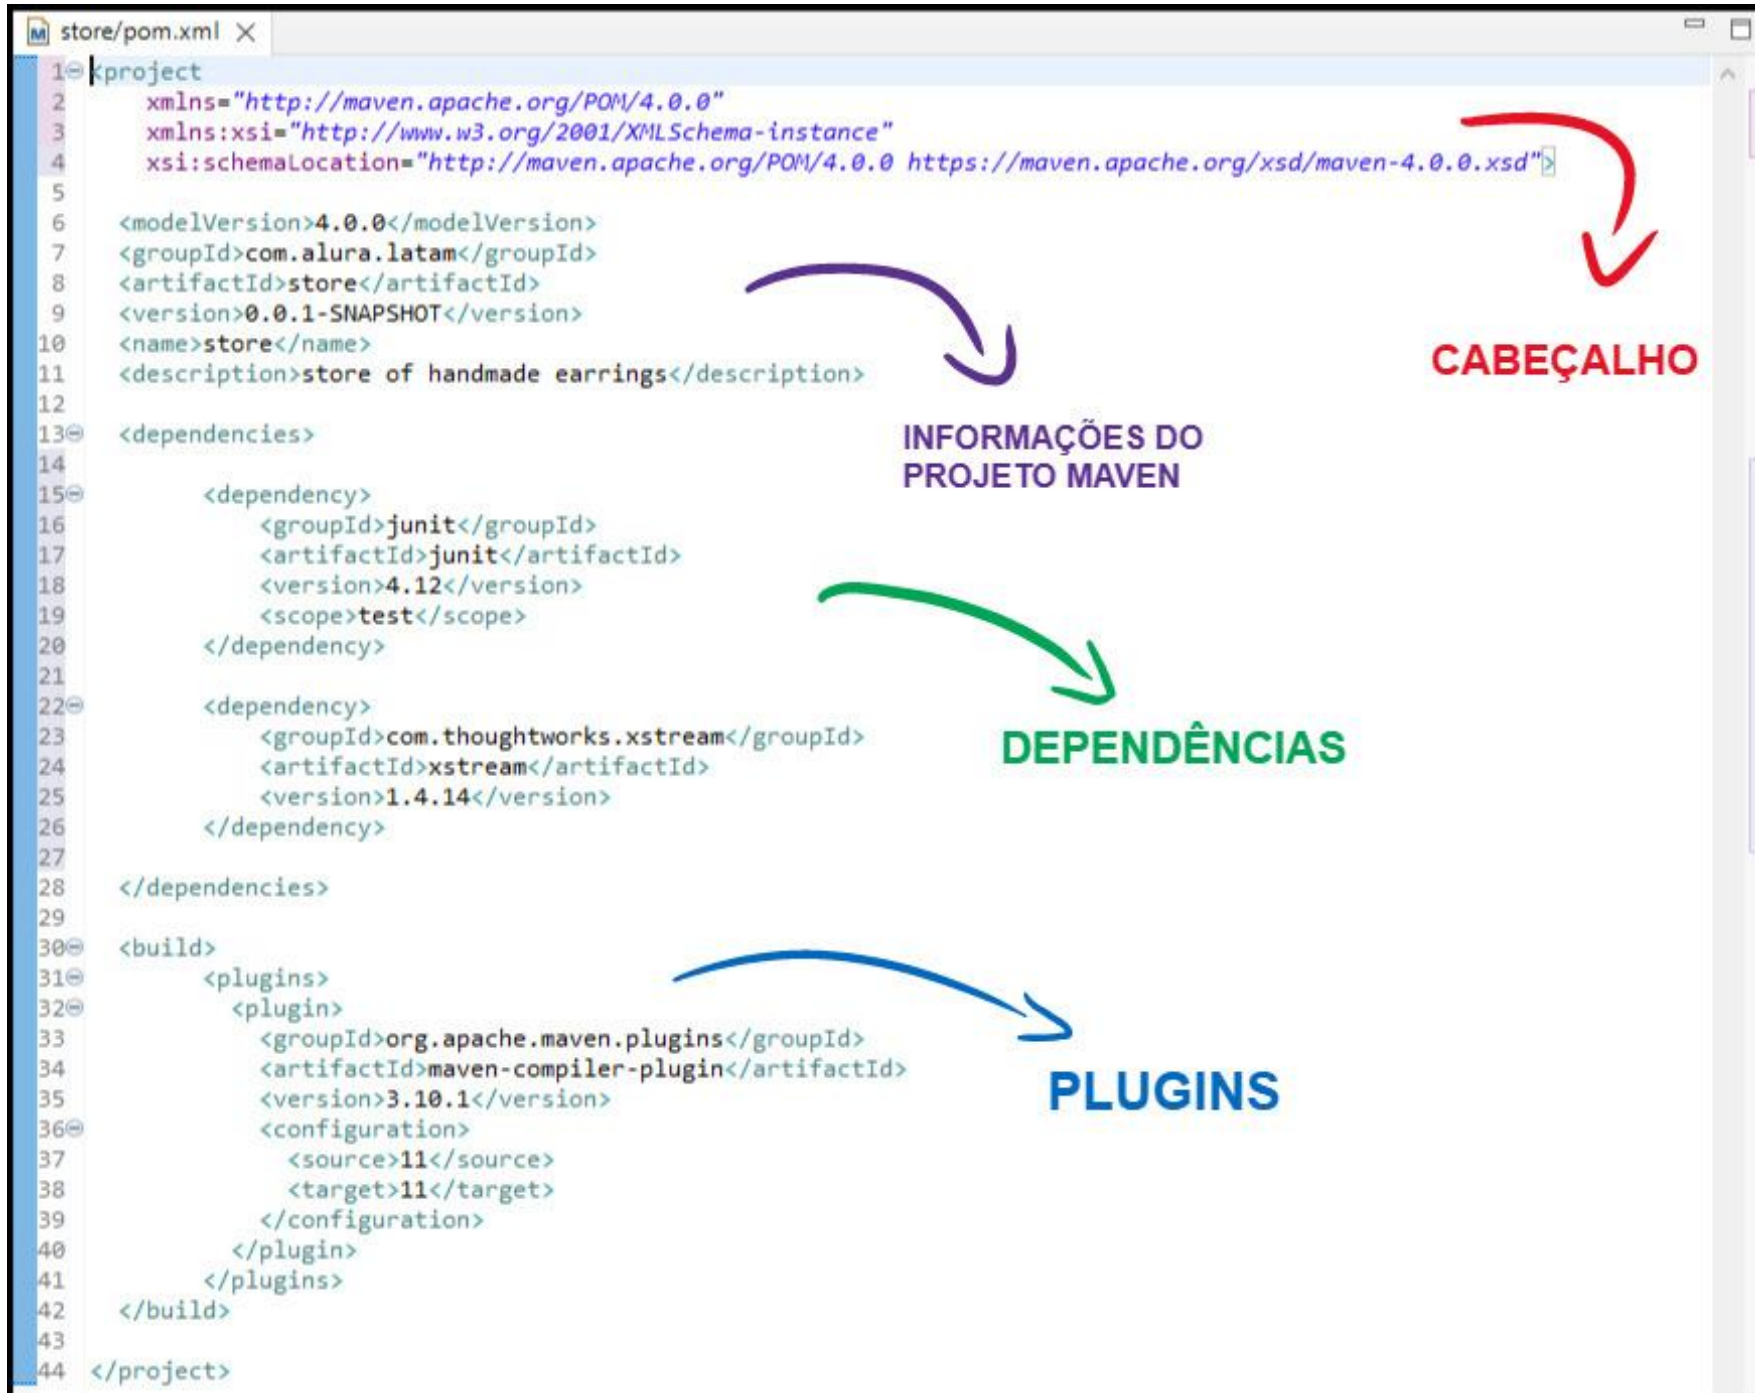 store/pom.xml
1 <project
2 xmlns="http://maven.apache.org/POM/4.0.0"
3 xmlns:xsi="http://www.w3.org/2001/XMLSchema-instance"
4 xsi:schemaLocation="http://maven.apache.org/POM/4.0.0 https://maven.apache.org/xsd/maven-4.0.0.xsd">
5
6 <modelVersion>4.0.0</modelVersion>
7 <groupId>com.alura.latam</groupId>
8 <artifactId>store</artifactId>
9 <version>0.0.1-SNAPSHOT</version>
10 <name>store</name>
11 <description>store of handmade earrings</description>
12
13 <dependencies>
14
15 <dependency>
16 <groupId>junit</groupId>
17 <artifactId>junit</artifactId>
18 <version>4.12</version>
19 <scope>test</scope>
20 </dependency>
21
22 <dependency>
23 <groupId>com.thoughtworks.xstream</groupId>
24 <artifactId>xstream</artifactId>
25 <version>1.4.14</version>
26 </dependency>
27
28 </dependencies>
29
30 <build>
31 <plugins>
32 <plugin>
33 <groupId>org.apache.maven.plugins</groupId>
34 <artifactId>maven-compiler-plugin</artifactId>
35 <version>3.10.1</version>
36 <configuration>
37 <source>11</source>
38 <target>11</target>
39 </configuration>
40 </plugin>
41 </plugins>
42 </build>
43
44 </project>
CABEÇALHO
INFORMAÇÕES DO
PROJETO MAVEN
DEPENDÊNCIAS
PLUGINS